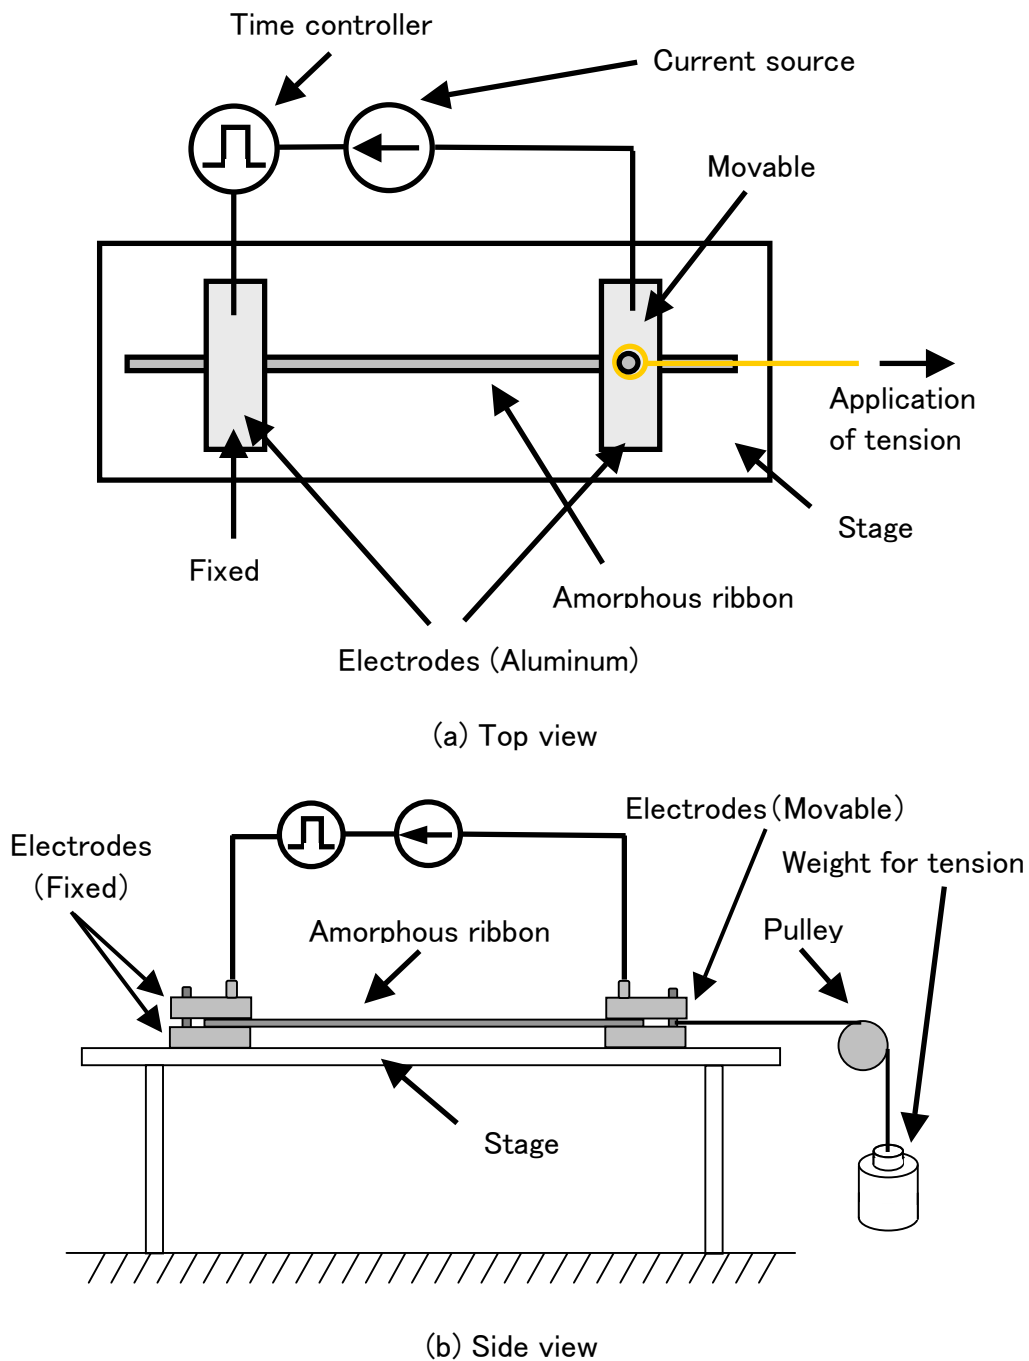 Time controller
Current source
Movable
Application
of tension
Stage
Fixed
Amorphous ribbon
Electrodes (Aluminum)
(a) Top view
Electrodes (Movable)
Electrodes
(Fixed)
Weight for tension
Amorphous ribbon
Pulley
Stage
(b) Side view